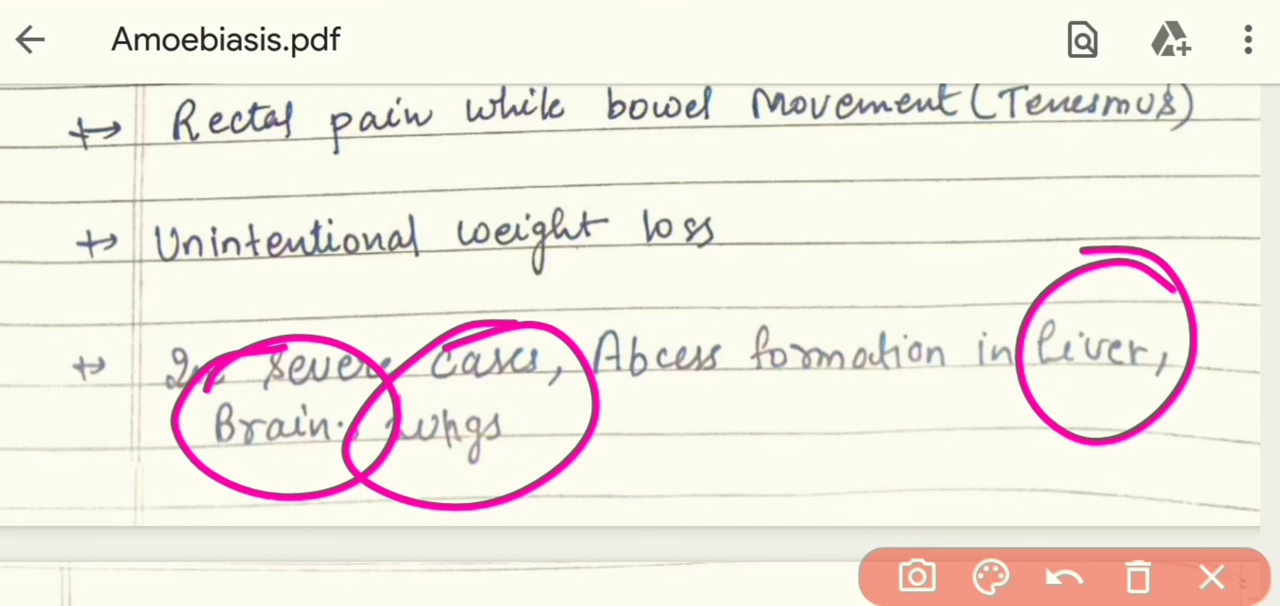 Amoebiasis.pdf
Rectal pain while bowel Movement (Tenesmus)
Unintentional weight loss
In severe cases, Abcess formation in liver,
Brain. Lungs